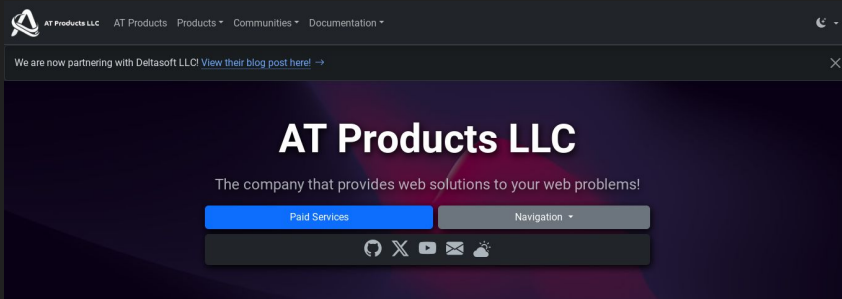 AT Products LLC AT Products Products Communities Documentation
We are now partnering with Deltasoft LLC! View their blog post here! →
AT Products LLC
The company that provides web solutions to your web problems!
Paid Services Navigation